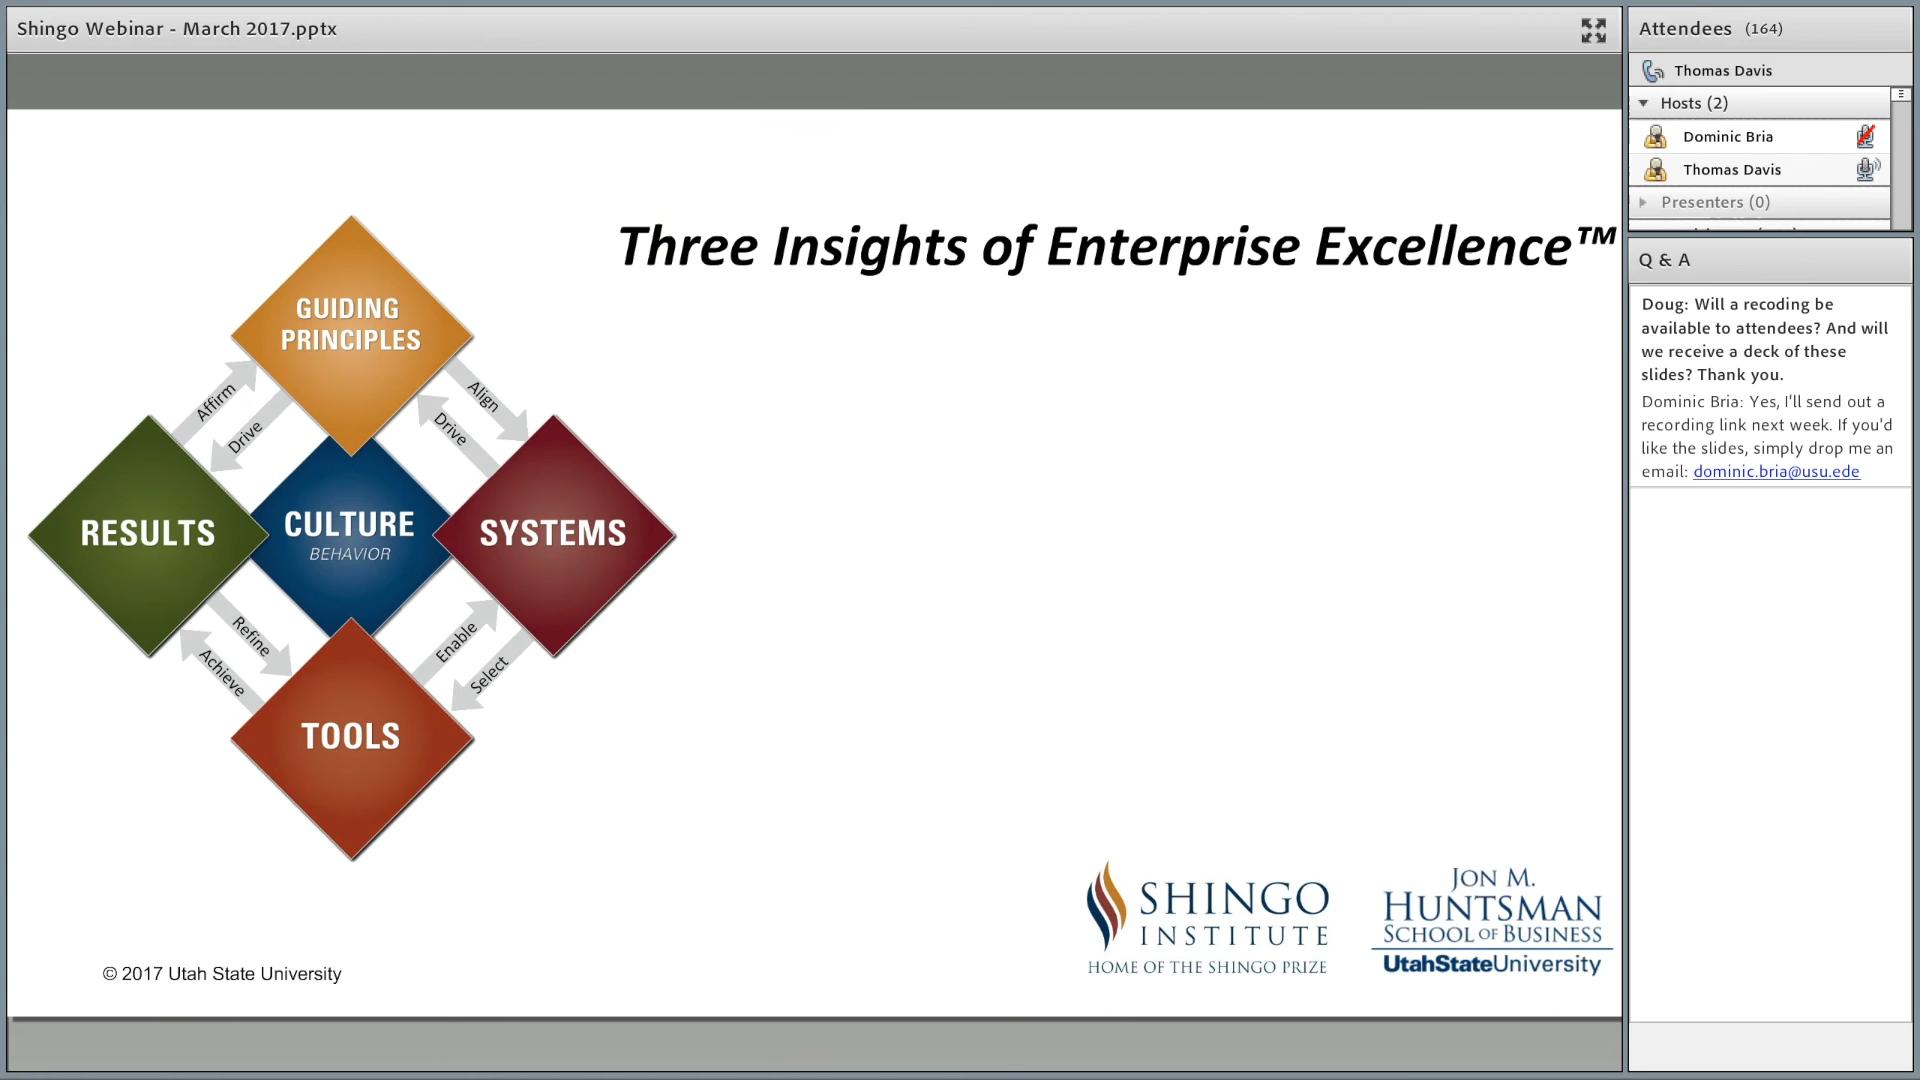 Shingo Webinar - March 2017.pptx
Three Insights of Enterprise Excellence™
GUIDING
PRINCIPLES
Affirm
Drive
Align
Drive
RESULTS
CULTURE
BEHAVIOR
SYSTEMS
Refine
Achieve
Enable
Select
TOOLS
SHINGO
INSTITUTE
HOME OF THE SHINGO PRIZE
JON M.
HUNTSMAN
SCHOOL OF BUSINESS
UtahStateUniversity
© 2017 Utah State University
Attendees (164)
Thomas Davis
Hosts (2)
Dominic Bria
Thomas Davis
Presenters (0)
Q & A
Doug: Will a recoding be
available to attendees? And will
we receive a deck of these
slides? Thank you.
Dominic Bria: Yes, I'll send out a
recording link next week. If you'd
like the slides, simply drop me an
email: dominic.bria@usu.ede